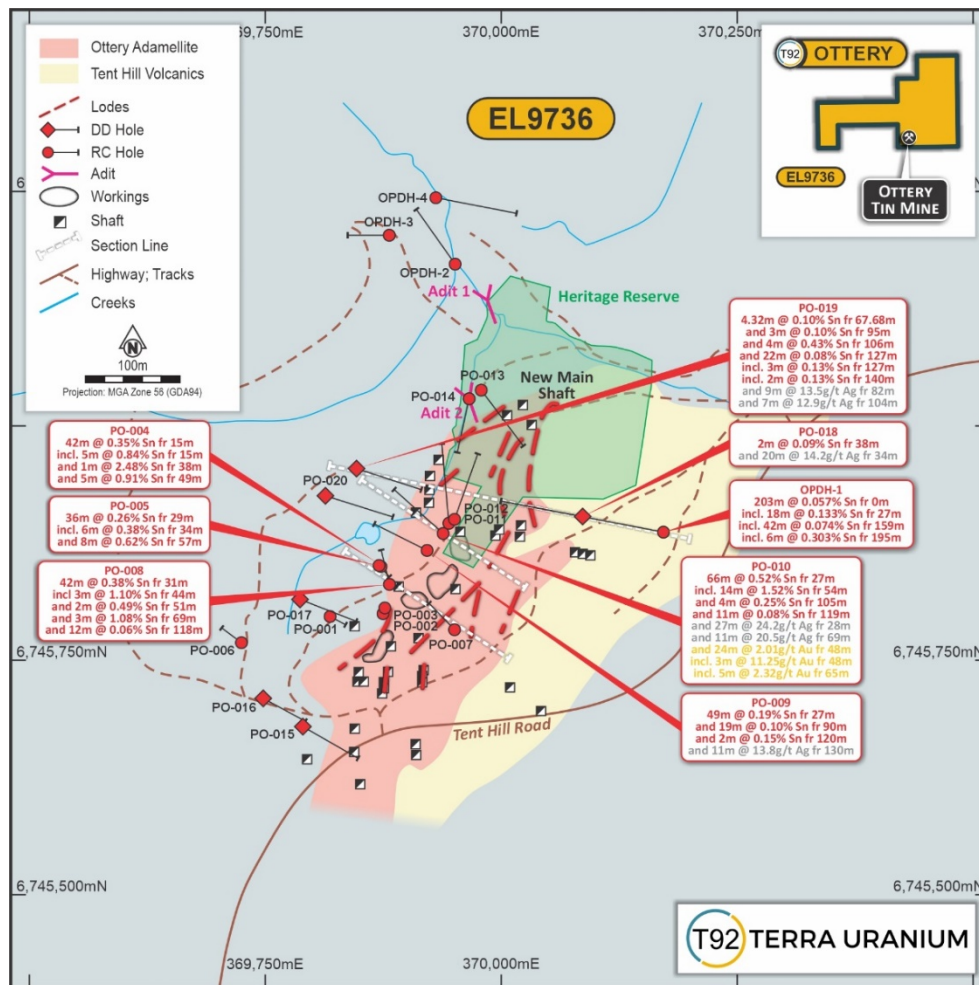 369,750mE
370,000mE
370,250mE
Ottery Adamellite
Tent Hill Volcanics
Lodes
DD Hole
RC Hole
Adit
Workings
Shaft
Section Line
Highway; Tracks
Creeks
N
100m
Projection: MGA Zone 56 (GDA94)
EL9736
T92 OTTERY
EL9736
OTTERY
TIN MINE
OPDH-4
OPDH-3
OPDH-2
Adit 1
Heritage Reserve
PO-013
New Main
Shaft
PO-014
Adit 2
PO-019
4.32m @ 0.10% Sn fr 67.68m
and 3m @ 0.10% Sn fr 95m
and 4m @ 0.43% Sn fr 106m
and 22m @ 0.08% Sn fr 127m
incl. 3m @ 0.13% Sn fr 127m
incl. 2m @ 0.13% Sn fr 140m
and 9m @ 13.5g/t Ag fr 82m
and 7m @ 12.9g/t Ag fr 104m
PO-004
42m @ 0.35% Sn fr 15m
incl. 5m @ 0.84% Sn fr 15m
and 1m @ 2.48% Sn fr 38m
and 5m @ 0.91% Sn fr 49m
PO-018
2m @ 0.09% Sn fr 38m
and 20m @ 14.2g/t Ag fr 34m
PO-020
PO-012
PO-005
36m @ 0.26% Sn fr 29m
incl. 6m @ 0.38% Sn fr 34m
and 8m @ 0.62% Sn fr 57m
OPDH-1
203m @ 0.057% Sn fr 0m
incl. 18m @ 0.133% Sn fr 27m
incl. 42m @ 0.074% Sn fr 159m
incl. 6m @ 0.303% Sn fr 195m
PO-008
42m @ 0.38% Sn fr 31m
incl 3m @ 1.10% Sn fr 44m
and 2m @ 0.49% Sn fr 51m
and 3m @ 1.08% Sn fr 69m
and 12m @ 0.06% Sn fr 118m
PO-010
66m @ 0.52% Sn fr 27m
incl. 14m @ 1.52% Sn fr 54m
and 4m @ 0.25% Sn fr 105m
and 11m @ 0.08% Sn fr 119m
and 27m @ 24.2g/t Ag fr 28m
and 11m @ 20.5g/t Ag fr 69m
and 24m @ 2.01g/t Au fr 48m
incl. 3m @ 11.25g/t Au fr 48m
incl. 5m @ 2.32g/t Au fr 65m
PO-017
PO-001
PO-003
PO-002
PO-006
PO-007
6,745,750mN
6,745,750mN
PO-016
PO-015
Tent Hill Road
PO-009
49m @ 0.19% Sn fr 27m
and 19m @ 0.10% Sn fr 90m
and 2m @ 0.15% Sn fr 120m
and 11m @ 13.8g/t Ag fr 130m
6,745,500mN
6,745,500mN
T92 TERRA URANIUM
369,750mE
370,000mE
370,250mE